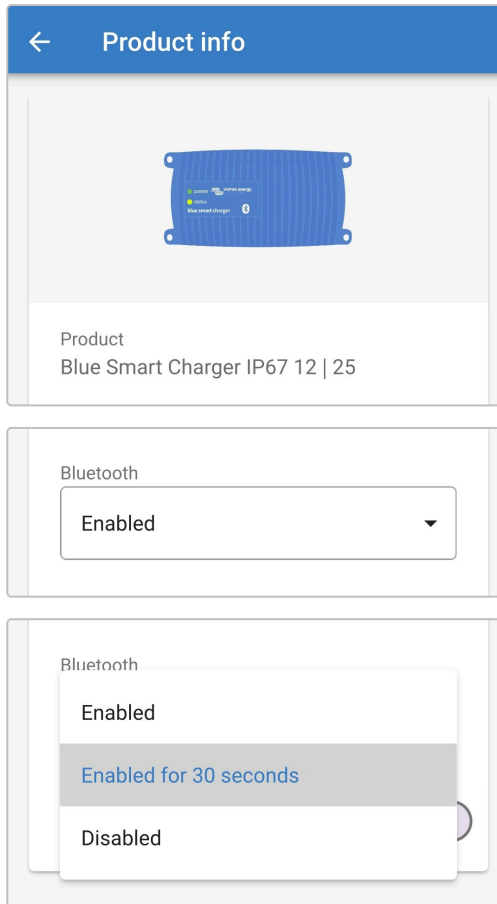 Product info
power
victron energy
status
blue smart charger
Product
Blue Smart Charger IP67 12 | 25
Bluetooth
Enabled
Bluetooth
Enabled
Enabled for 30 seconds
Disabled